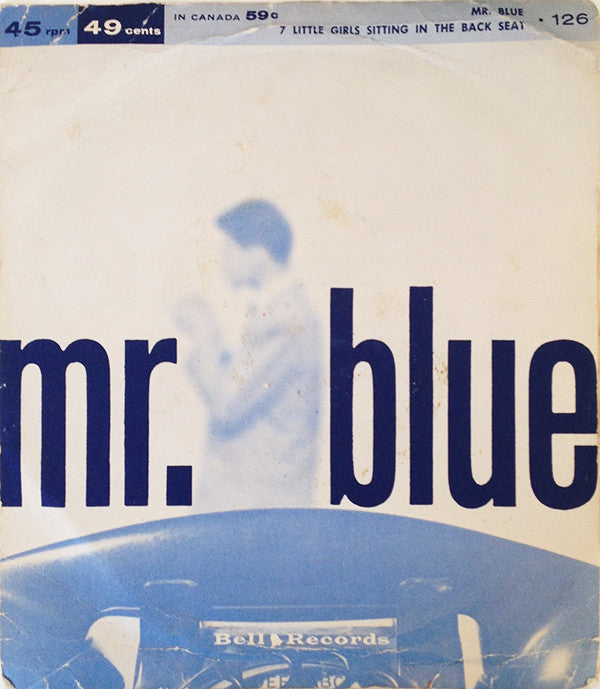 45 rpm
49 cents
IN CANADA 59¢
MR. BLUE
7 LITTLE GIRLS SITTING IN THE BACK SEAT
• 126
mr. blue
Bell Records